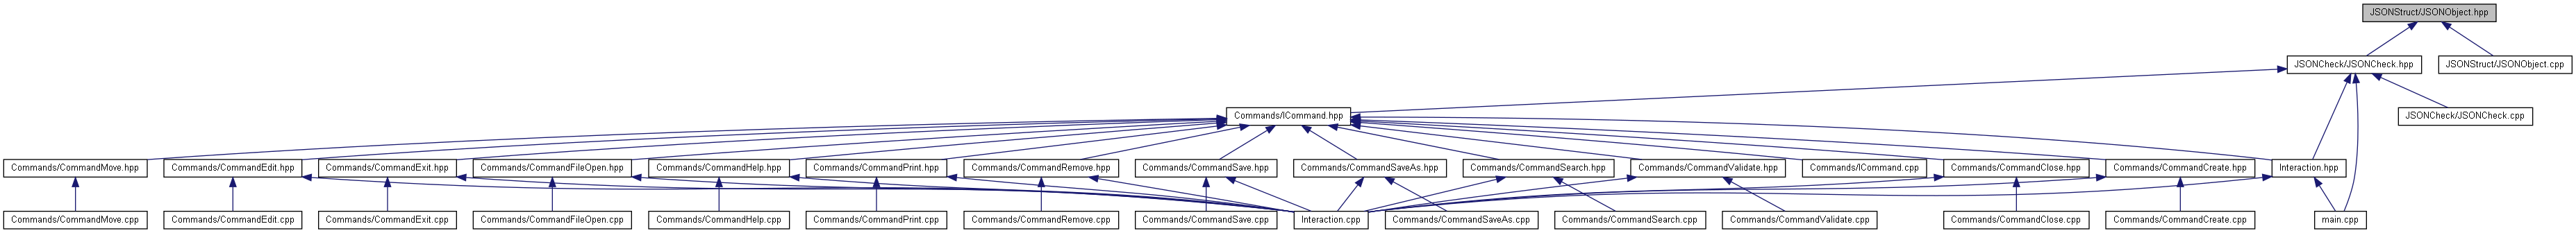 JSONStruct/JSONObject.hpp
JSONCheck/JSONCheck.hpp
JSONStruct/JSONObject.cpp
Commands/ICommand.hpp
JSONCheck/JSONCheck.cpp
Commands/CommandMove.hpp
Commands/CommandEdit.hpp
Commands/CommandExit.hpp
Commands/CommandFileOpen.hpp
Commands/CommandHelp.hpp
Commands/CommandPrint.hpp
Commands/CommandRemove.hpp
Commands/CommandSave.hpp
Commands/CommandSaveAs.hpp
Commands/CommandSearch.hpp
Commands/CommandValidate.hpp
Commands/ICommand.cpp
Commands/CommandClose.hpp
Commands/CommandCreate.hpp
Interaction.hpp
Commands/CommandMove.cpp
Commands/CommandEdit.cpp
Commands/CommandExit.cpp
Commands/CommandFileOpen.cpp
Commands/CommandHelp.cpp
Commands/CommandPrint.cpp
Commands/CommandRemove.cpp
Commands/CommandSave.cpp
Interaction.cpp
Commands/CommandSaveAs.cpp
Commands/CommandSearch.cpp
Commands/CommandValidate.cpp
Commands/CommandClose.cpp
Commands/CommandCreate.cpp
main.cpp